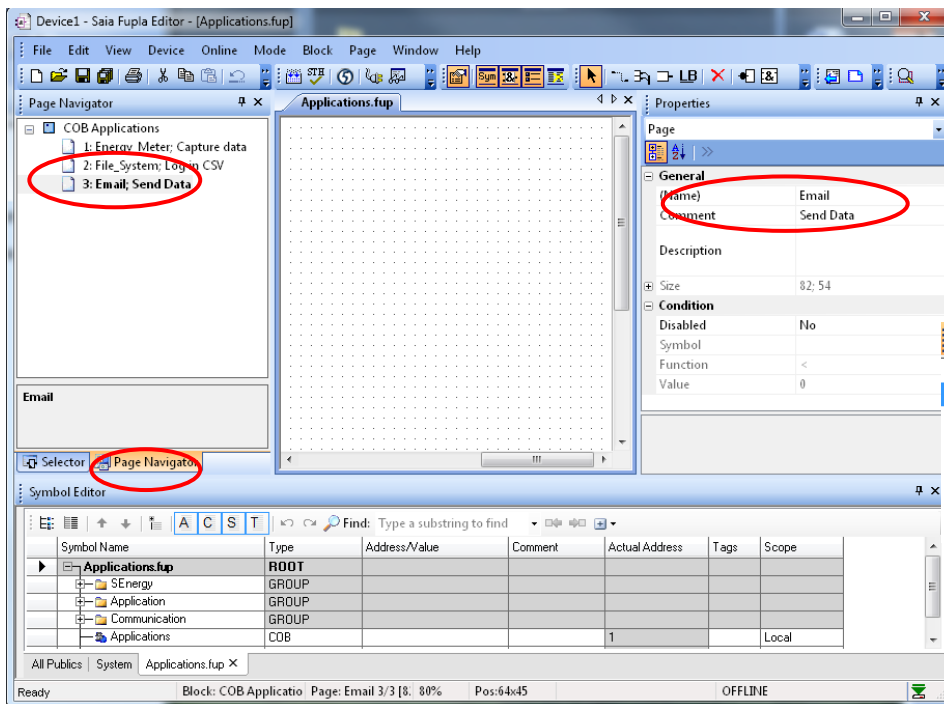 Device1 - Saia Fupla Editor - [Applications.fup]
File Edit View Device Online Mode Block Page Window Help
Page Navigator
Applications.fup
Properties
COB Applications
1: Energy_Meter; Capture data
2: File_System; Log in CSV
3: Email; Send Data
Page
General
(Name) Email
Comment Send Data
Description
Size 82; 54
Condition
Disabled No
Symbol
Function <
Value 0
Email
Selector Page Navigator
Symbol Editor
A C S T Find: Type a substring to find
Symbol Name Type Address/Value Comment Actual Address Tags Scope
Applications.fup ROOT
SEnergy GROUP
Application GROUP
Communication GROUP
Applications COB 1 Local
All Publics System Applications.fup
Ready Block: COB Applicatio Page: Email 3/3 [8: 80% Pos:64x45 OFFLINE